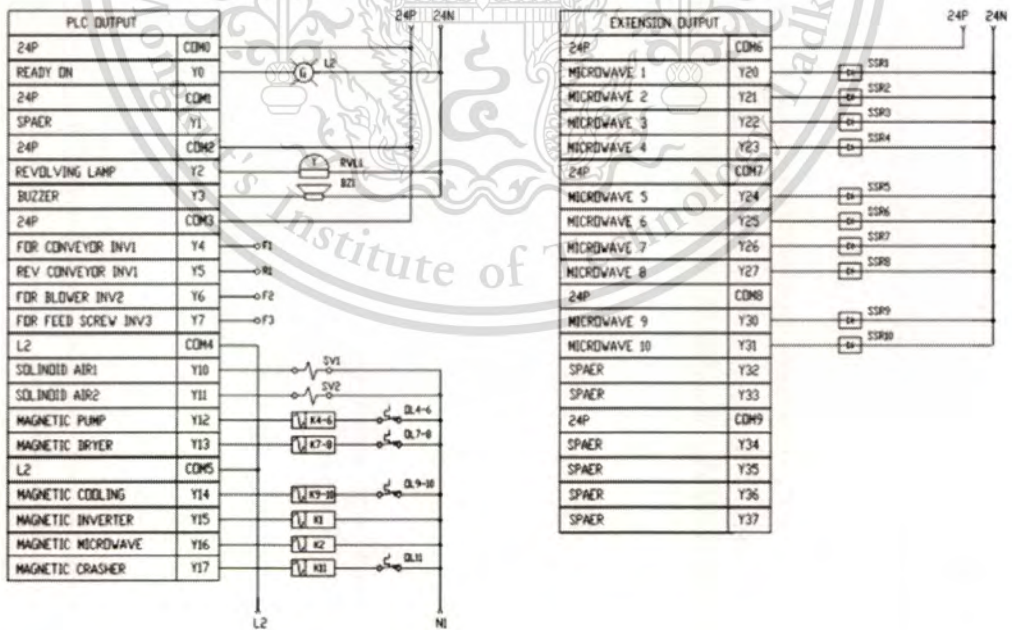 PLC OUTPUT
24P 24N
24P COM0
READY ON Y0 G L2
24P COM1
SPAER Y1
24P COM2
REVOLVING LAMP Y2 RVL1
BUZZER Y3 BZ1
24P COM3
FOR CONVEYOR INV1 Y4 F1
REV CONVEYOR INV1 Y5 R1
FOR BLOWER INV2 Y6 F2
FOR FEED SCREW INV3 Y7 F3
L2 COM4
SOLINOID AIR1 Y10 SV1
SOLINOID AIR2 Y11 SV2
MAGNETIC PUMP Y12 K4-6 OL4-6
MAGNETIC DRYER Y13 K7-8 OL7-8
L2 COM5
MAGNETIC COOLING Y14 K9-10 OL9-10
MAGNETIC INVERTER Y15 K1
MAGNETIC MICROWAVE Y16 K2
MAGNETIC CRASHER Y17 K11 OL11
L2 N1
EXTENSION OUTPUT
24P 24N
24P COM6
MICROWAVE 1 Y20 SSR1
MICROWAVE 2 Y21 SSR2
MICROWAVE 3 Y22 SSR3
MICROWAVE 4 Y23 SSR4
24P COM7
MICROWAVE 5 Y24 SSR5
MICROWAVE 6 Y25 SSR6
MICROWAVE 7 Y26 SSR7
MICROWAVE 8 Y27 SSR8
24P COM8
MICROWAVE 9 Y30 SSR9
MICROWAVE 10 Y31 SSR10
SPAER Y32
SPAER Y33
24P COM9
SPAER Y34
SPAER Y35
SPAER Y36
SPAER Y37
Institute of Technology Ladk